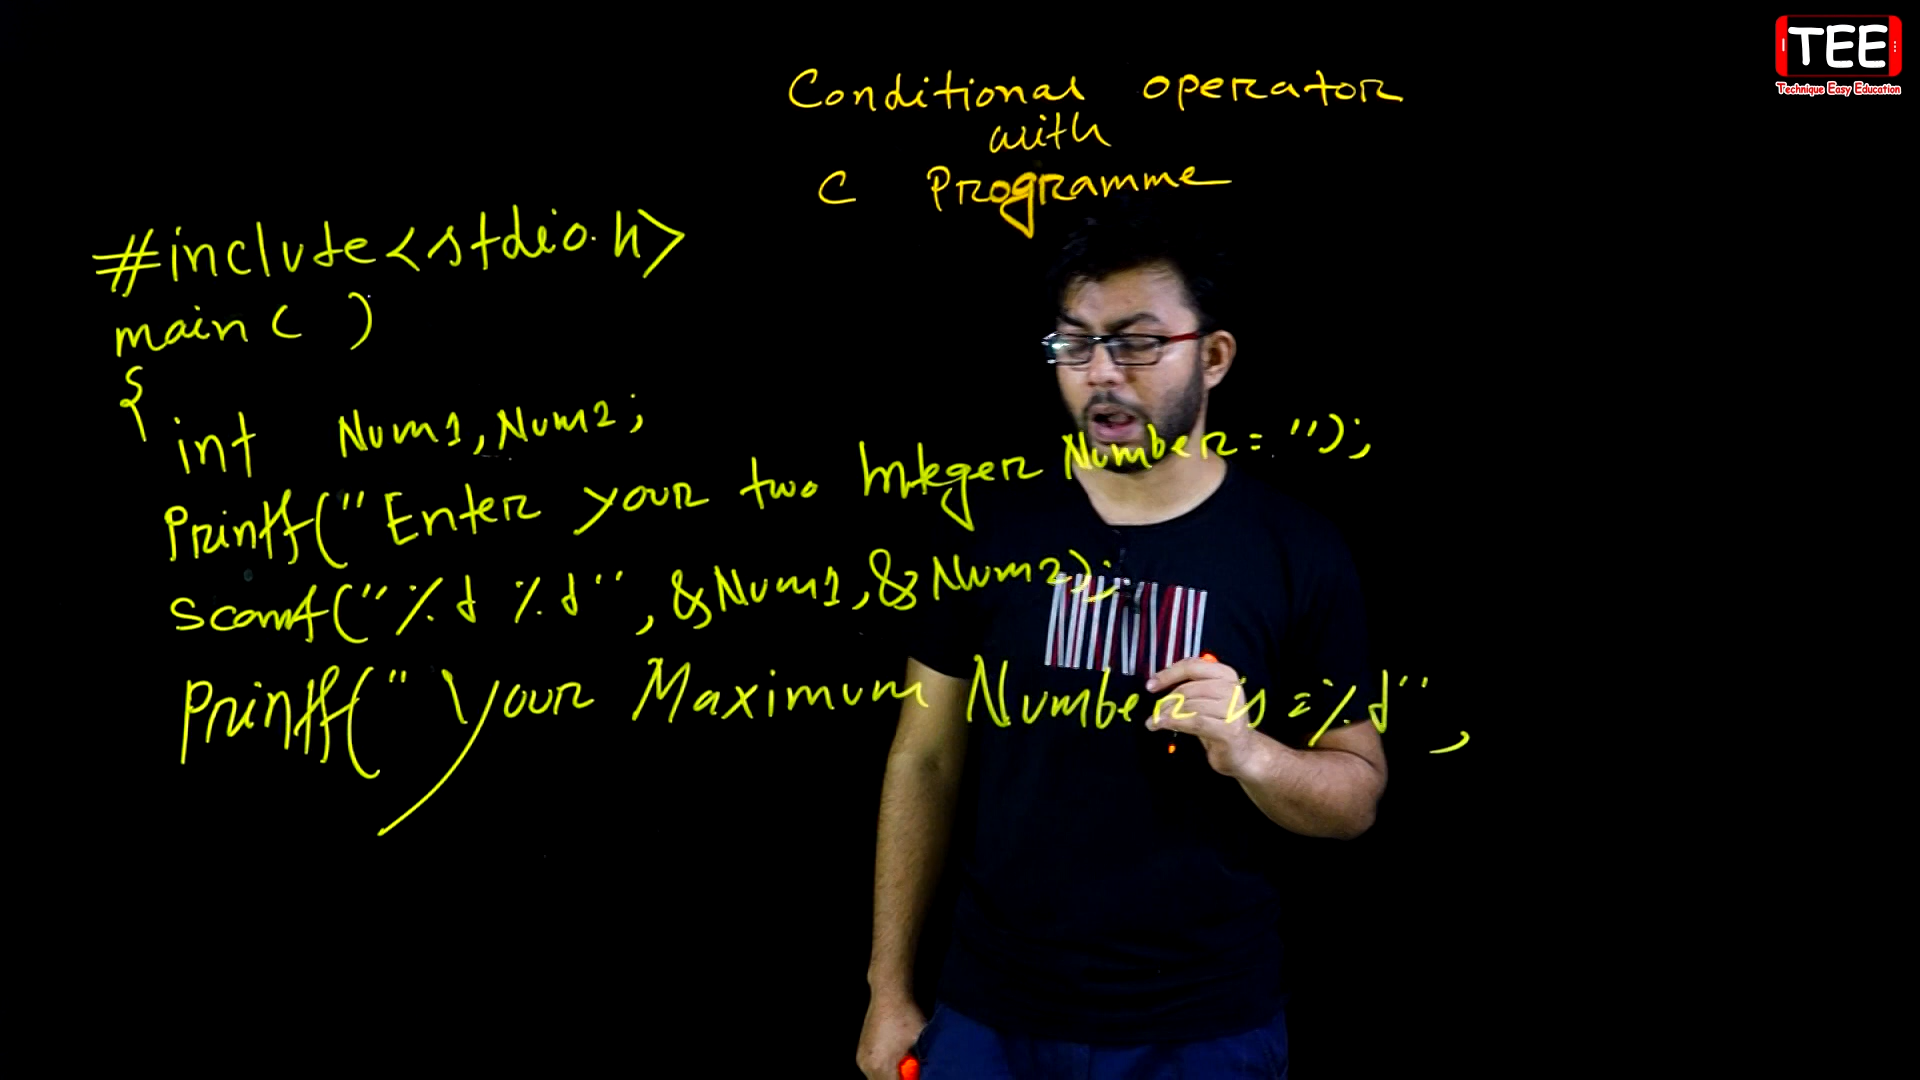 TEE
Technique Easy Education
Conditional operator
with
C Programme
#include<stdio.h>
main( )
{
int Num1, Num2;
Printf("Enter your two Integer Number= ");
Scanf("%d %d", &Num1, &Num2);
Printf(" Your Maximum Number is =%d",